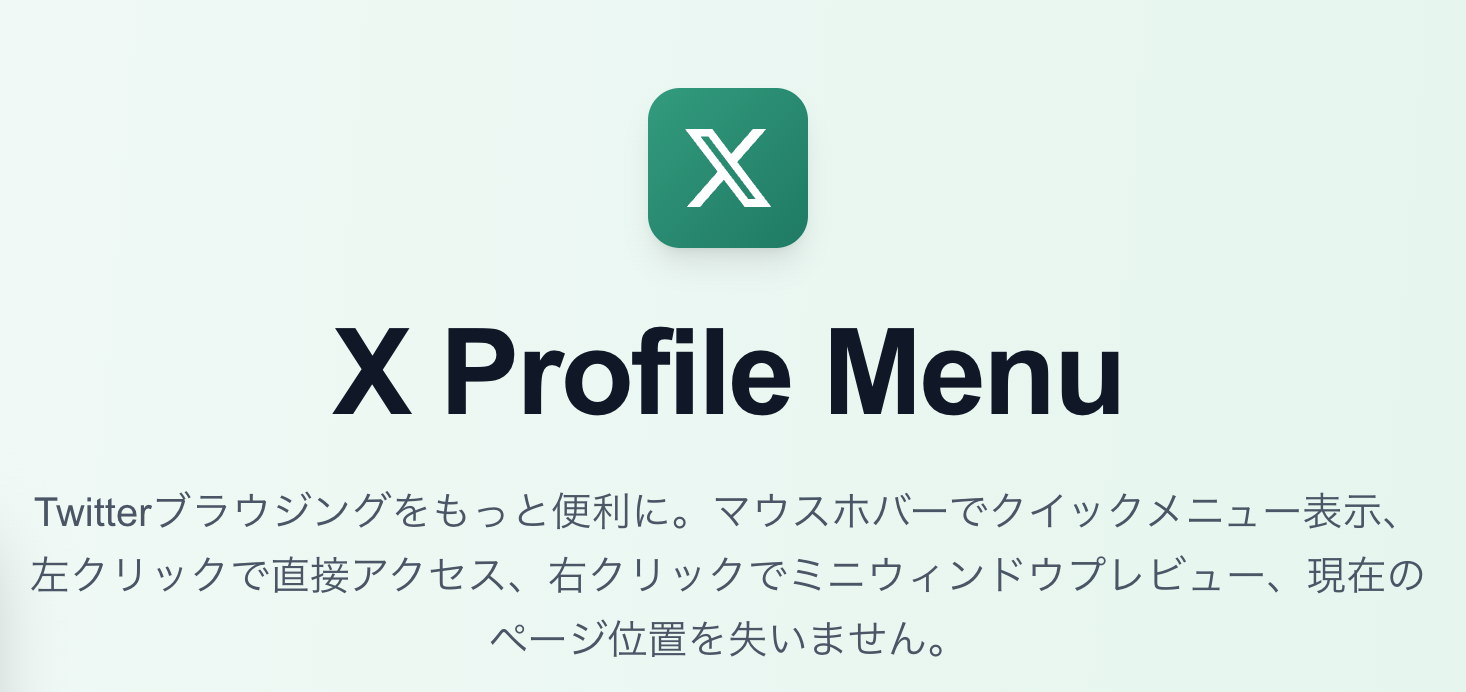 X Profile Menu
Twitterブラウジングをもっと便利に。マウスホバーでクイックメニュー表示、
左クリックで直接アクセス、右クリックでミニウィンドウプレビュー、現在の
ページ位置を失いません。